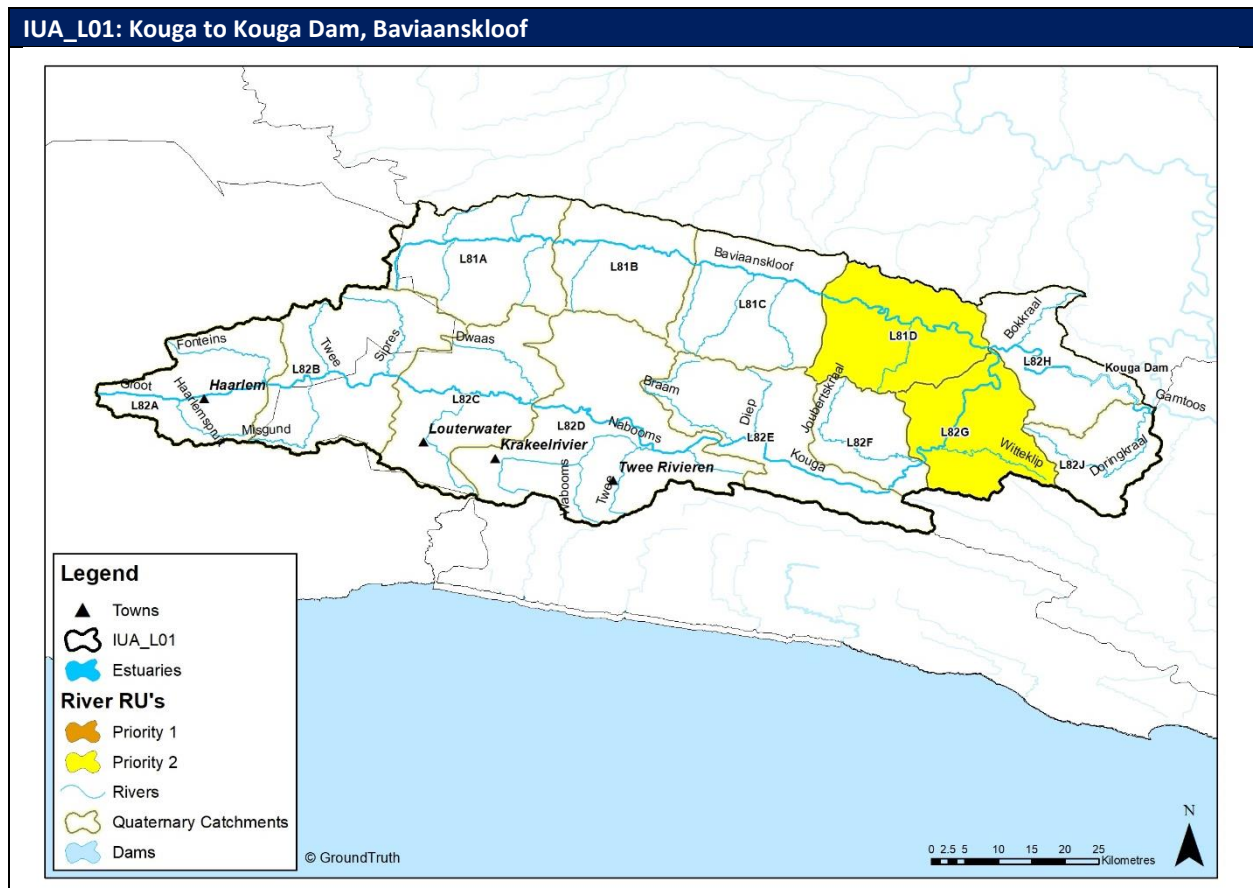 IUA_L01: Kouga to Kouga Dam, Baviaanskloof
Baviaanskloof
L81A
L81B
L81C
L81D
Bokkraal
L82H
Kouga Dam
Gamtoos
Fonteins
Twee
Sipres
Dwaas
L82B
Groot
Haarlem
L82A
Haarlemspruit
Misgund
L82C
Louterwater
Krakeelrivier
L82D
Nabooms
Braam
Diep
L82E
Joubertskraal
L82F
Kouga
L82G
Witteklip
L82J
Doringkraal
Wabooms
Twee
Twee Rivieren
Legend
Towns
IUA_L01
Estuaries
River RU's
Priority 1
Priority 2
Rivers
Quaternary Catchments
Dams
© GroundTruth
N
0 2.5 5 10 15 20 25
Kilometres